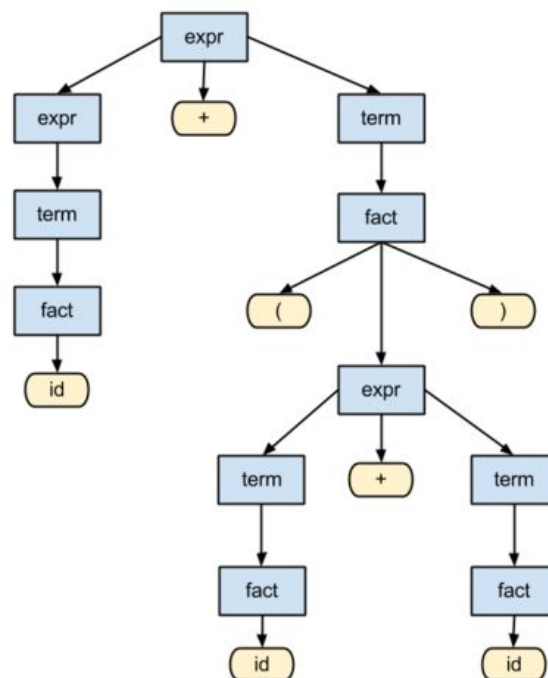 expr
expr + term
term fact
fact ( )
id expr
term + term
fact fact
id id